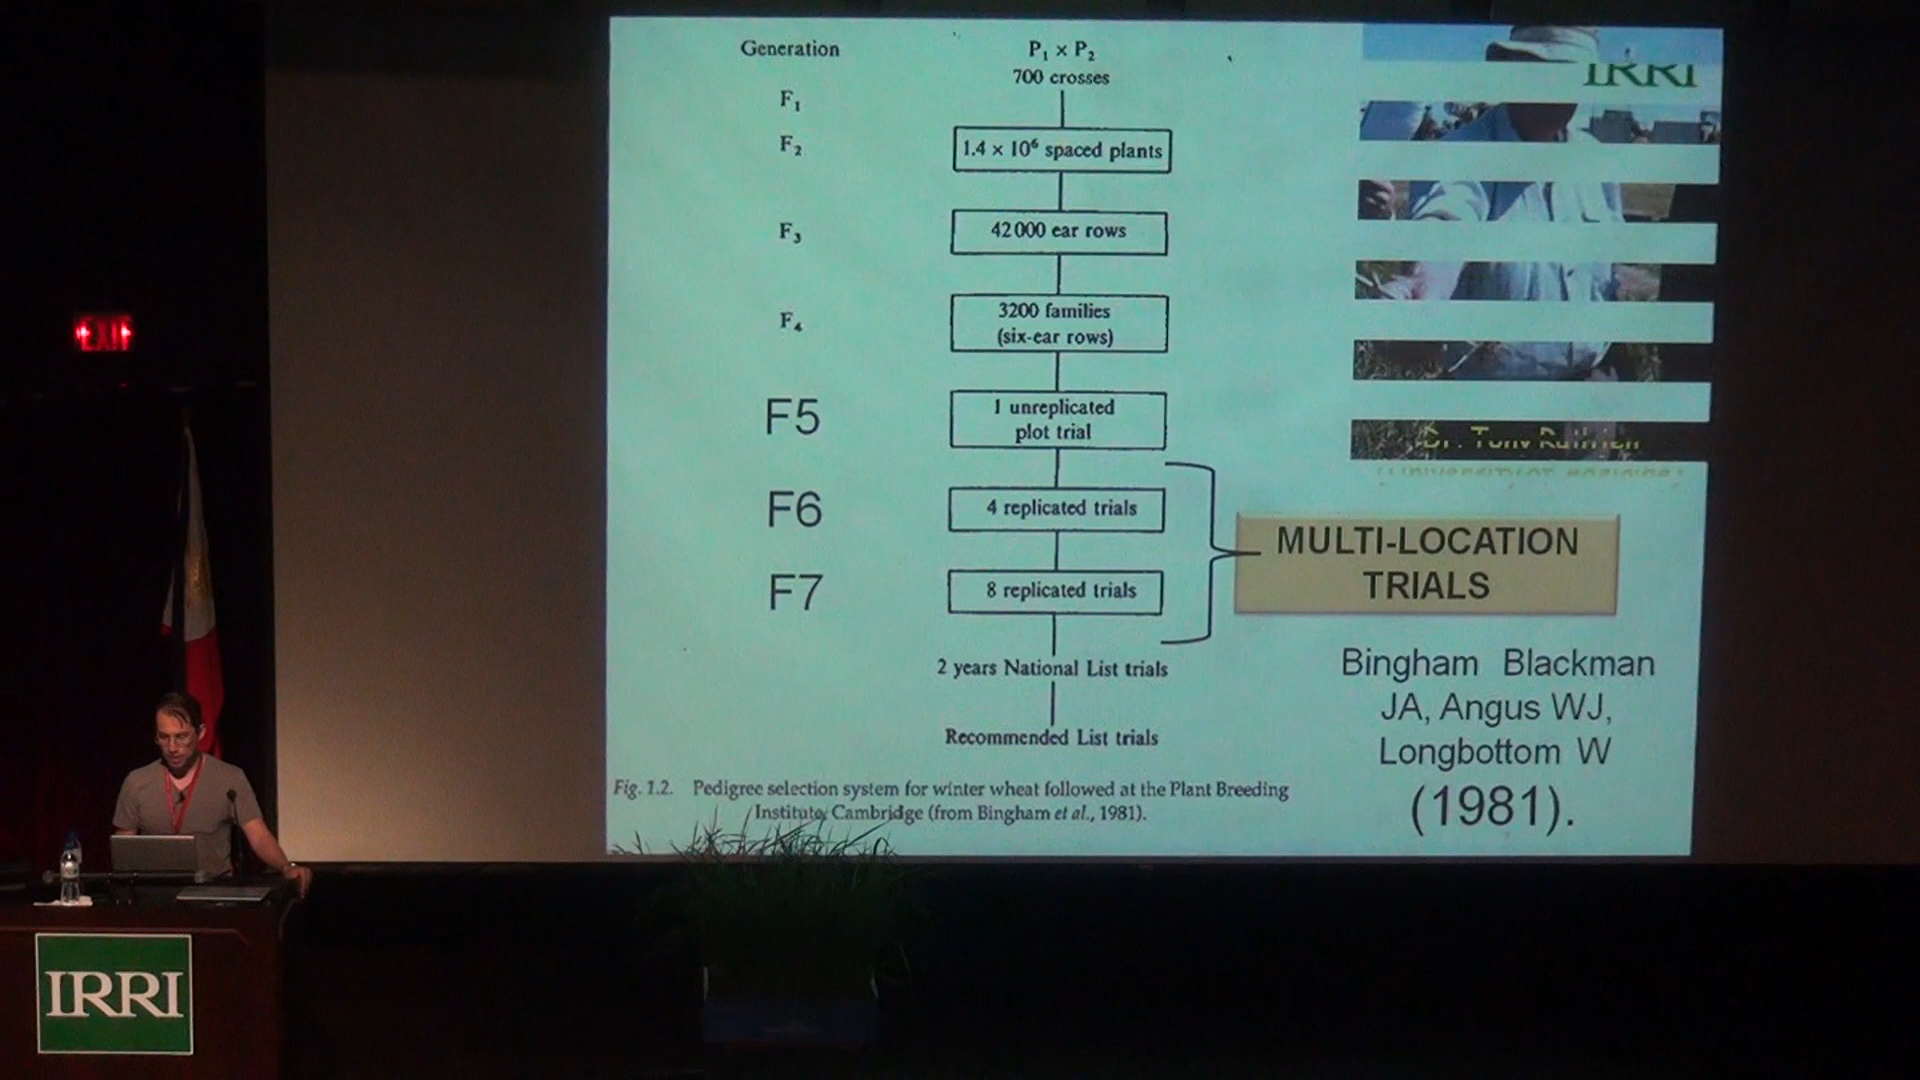 Generation
P₁ × P₂
700 crosses
F₁
F₂
1.4 × 10⁶ spaced plants
F₃
42000 ear rows
F₄
3200 families
(six-ear rows)
F5
1 unreplicated
plot trial
F6
4 replicated trials
F7
8 replicated trials
2 years National List trials
Recommended List trials
Fig. 1.2. Pedigree selection system for winter wheat followed at the Plant Breeding
Institute, Cambridge (from Bingham et al., 1981).
IRRI
Dr. Tony
MULTI-LOCATION
TRIALS
Bingham Blackman
JA, Angus WJ,
Longbottom W
(1981).
EXIT
IRRI